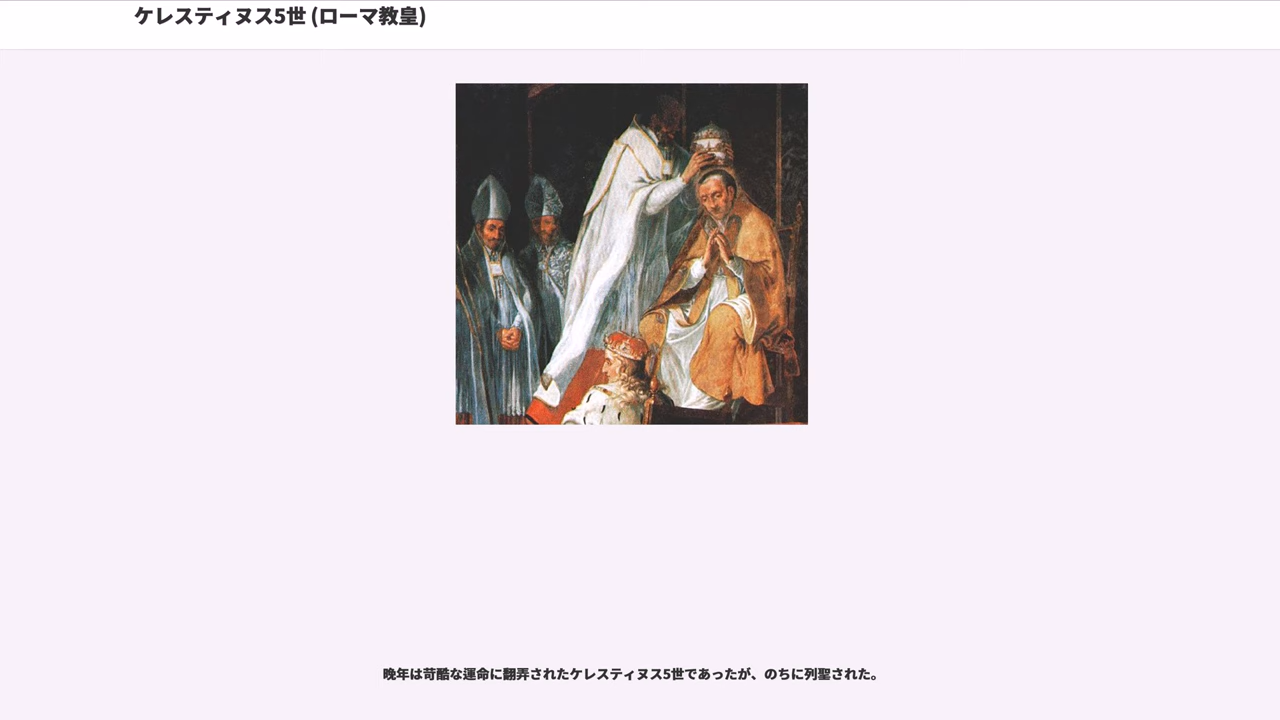 ケレスティヌス5世 (ローマ教皇)
晩年は苛酷な運命に翻弄されたケレスティヌス5世であったが、のちに列聖された。